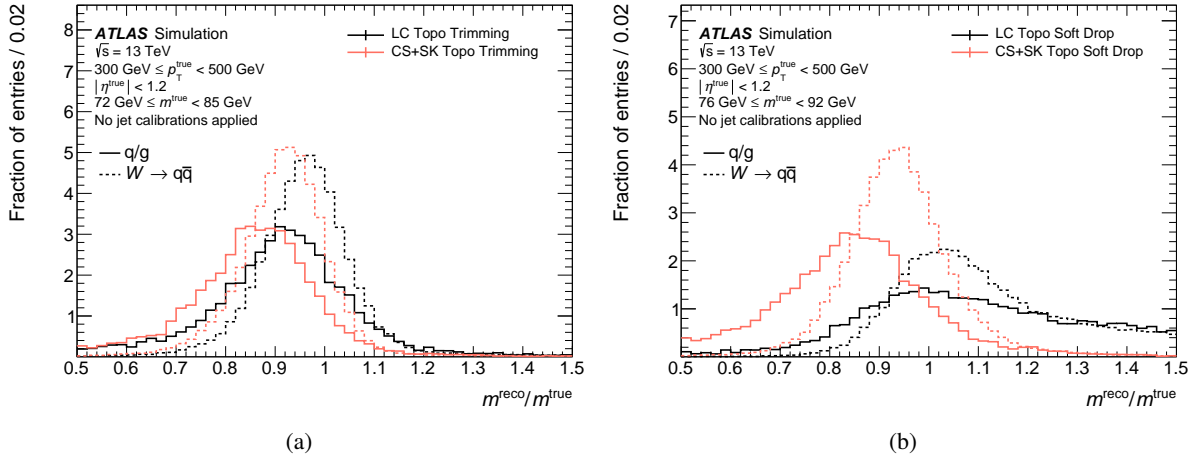 Fraction of entries / 0.02
8
7
6
5
4
3
2
1
ATLAS Simulation
√s = 13 TeV
300 GeV ≤ p_T^true < 500 GeV
|η^true| < 1.2
72 GeV ≤ m^true < 85 GeV
No jet calibrations applied
q/g
W → qq̅
LC Topo Trimming
CS+SK Topo Trimming
0.5 0.6 0.7 0.8 0.9 1 1.1 1.2 1.3 1.4 1.5
m^reco/m^true
(a)
Fraction of entries / 0.02
7
6
5
4
3
2
1
ATLAS Simulation
√s = 13 TeV
300 GeV ≤ p_T^true < 500 GeV
|η^true| < 1.2
76 GeV ≤ m^true < 92 GeV
No jet calibrations applied
q/g
W → qq̅
LC Topo Soft Drop
CS+SK Topo Soft Drop
0.5 0.6 0.7 0.8 0.9 1 1.1 1.2 1.3 1.4 1.5
m^reco/m^true
(b)